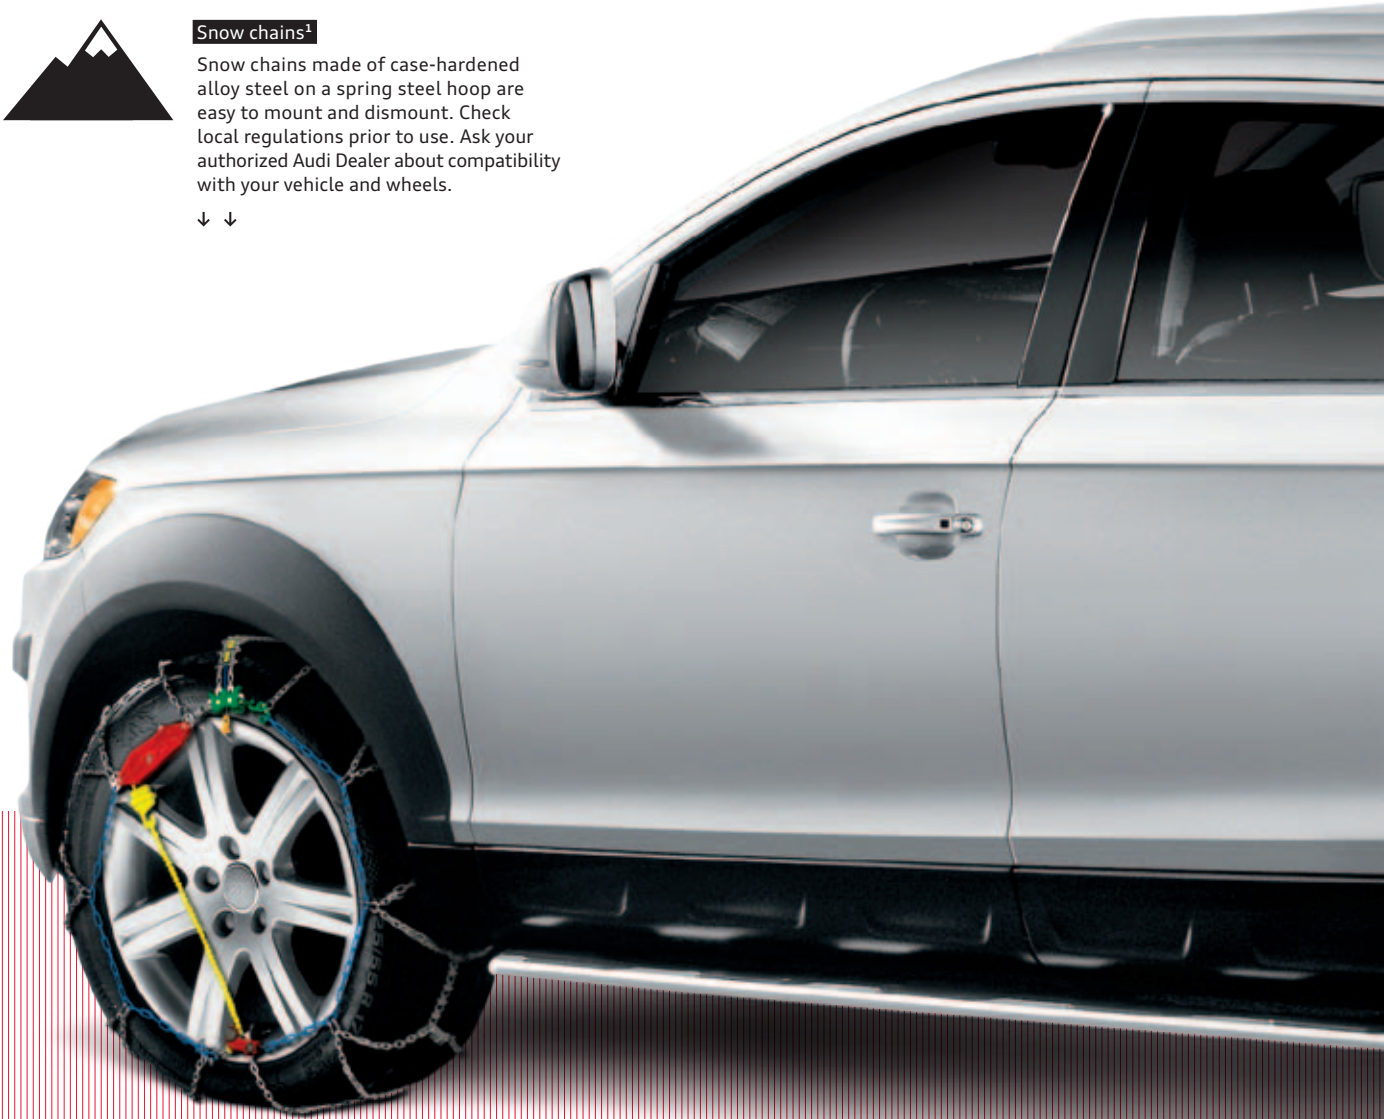 Snow chains¹
Snow chains made of case-hardened
alloy steel on a spring steel hoop are
easy to mount and dismount. Check
local regulations prior to use. Ask your
authorized Audi Dealer about compatibility
with your vehicle and wheels.
↓ ↓